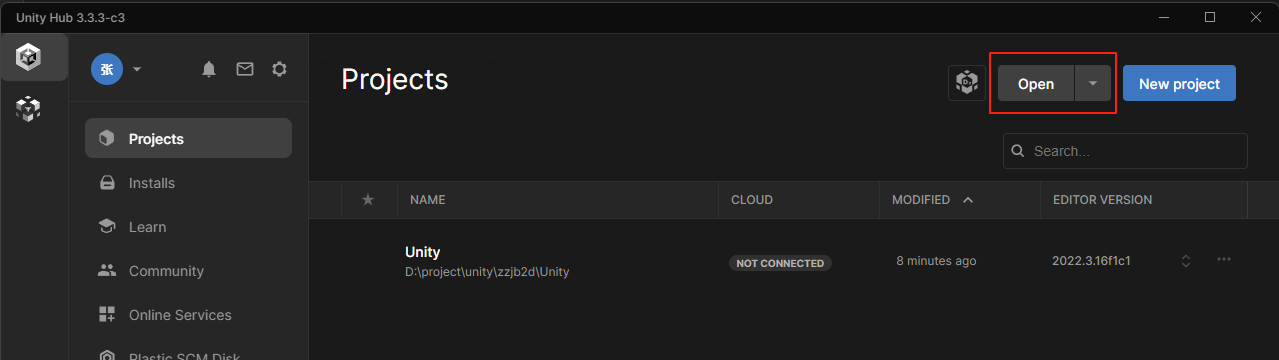 Unity Hub 3.3.3-c3
张
Projects
Open
New project
Search...
Projects
Installs
Learn
Community
Online Services
Plastic SCM Disk
NAME CLOUD MODIFIED EDITOR VERSION
Unity
D:\project\unity\zzjb2d\Unity
NOT CONNECTED
8 minutes ago
2022.3.16f1c1